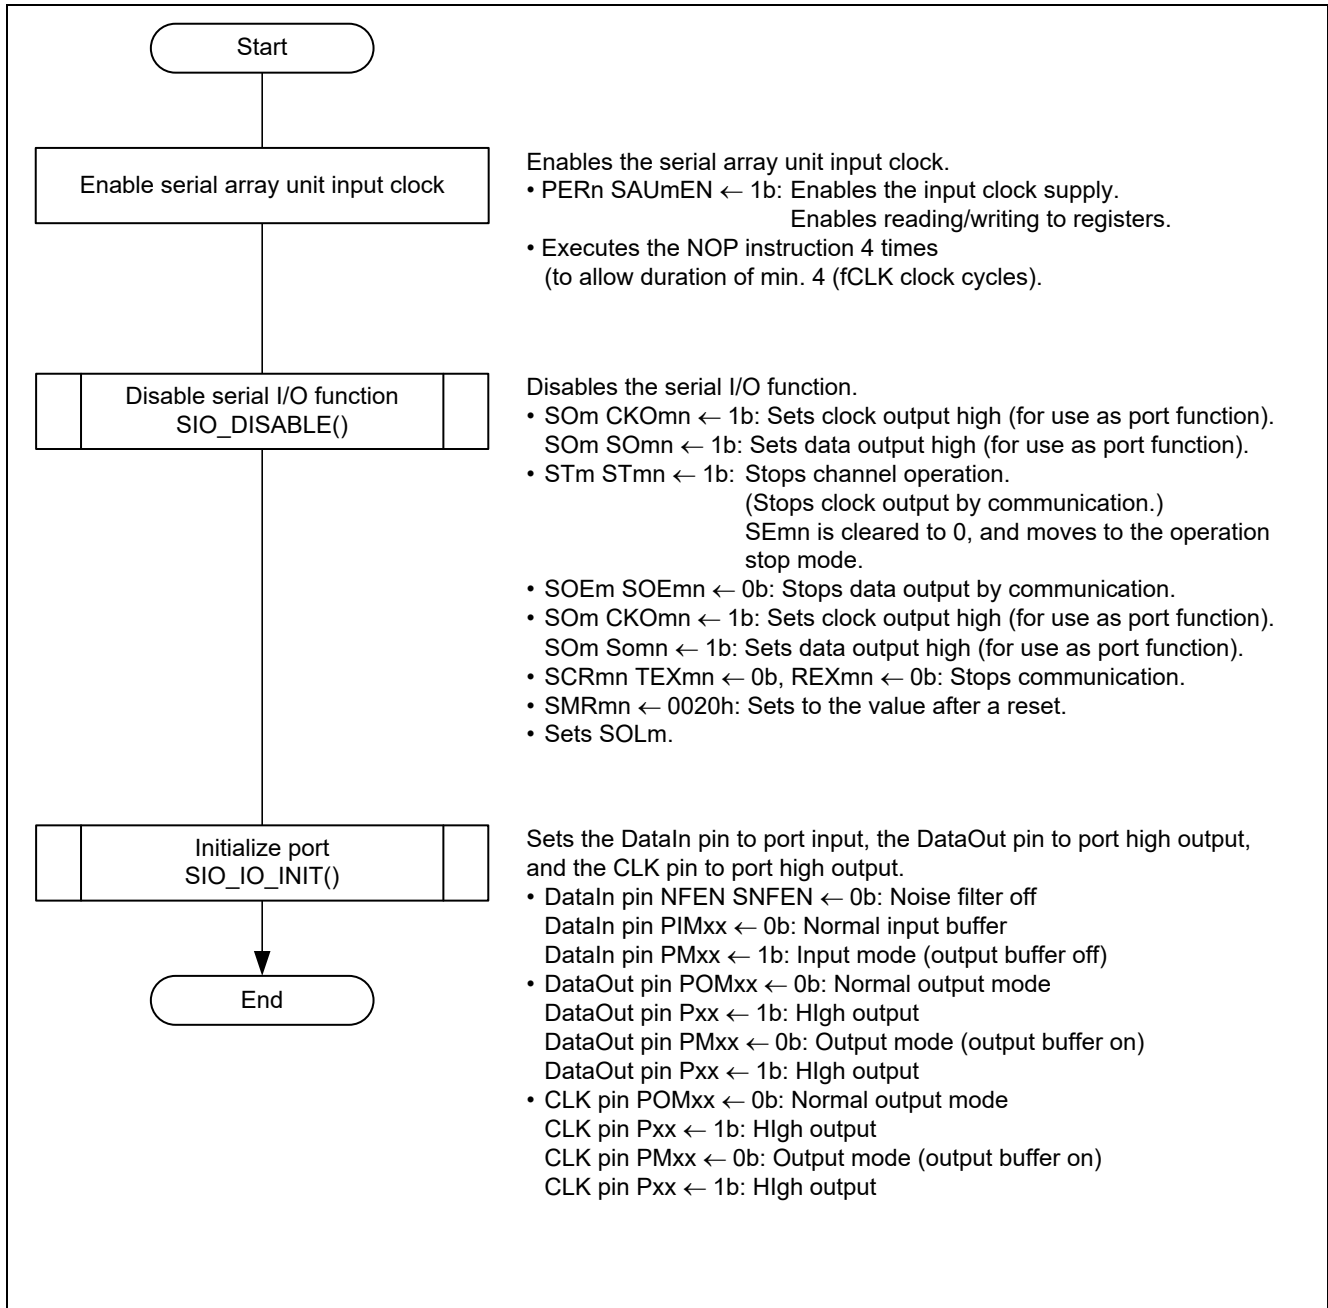 Start
Enable serial array unit input clock
Enables the serial array unit input clock.
• PERn SAUmEN ← 1b: Enables the input clock supply.
Enables reading/writing to registers.
• Executes the NOP instruction 4 times
(to allow duration of min. 4 (fCLK clock cycles).
Disable serial I/O function
SIO_DISABLE()
Disables the serial I/O function.
• SOm CKOmn ← 1b: Sets clock output high (for use as port function).
SOm SOmn ← 1b: Sets data output high (for use as port function).
• STm STmn ← 1b: Stops channel operation.
(Stops clock output by communication.)
SEmn is cleared to 0, and moves to the operation
stop mode.
• SOEm SOEmn ← 0b: Stops data output by communication.
• SOm CKOmn ← 1b: Sets clock output high (for use as port function).
SOm Somn ← 1b: Sets data output high (for use as port function).
• SCRmn TEXmn ← 0b, REXmn ← 0b: Stops communication.
• SMRmn ← 0020h: Sets to the value after a reset.
• Sets SOLm.
Initialize port
SIO_IO_INIT()
Sets the DataIn pin to port input, the DataOut pin to port high output,
and the CLK pin to port high output.
• DataIn pin NFEN SNFEN ← 0b: Noise filter off
DataIn pin PIMxx ← 0b: Normal input buffer
DataIn pin PMxx ← 1b: Input mode (output buffer off)
• DataOut pin POMxx ← 0b: Normal output mode
DataOut pin Pxx ← 1b: HIgh output
DataOut pin PMxx ← 0b: Output mode (output buffer on)
DataOut pin Pxx ← 1b: HIgh output
• CLK pin POMxx ← 0b: Normal output mode
CLK pin Pxx ← 1b: HIgh output
CLK pin PMxx ← 0b: Output mode (output buffer on)
CLK pin Pxx ← 1b: HIgh output
End